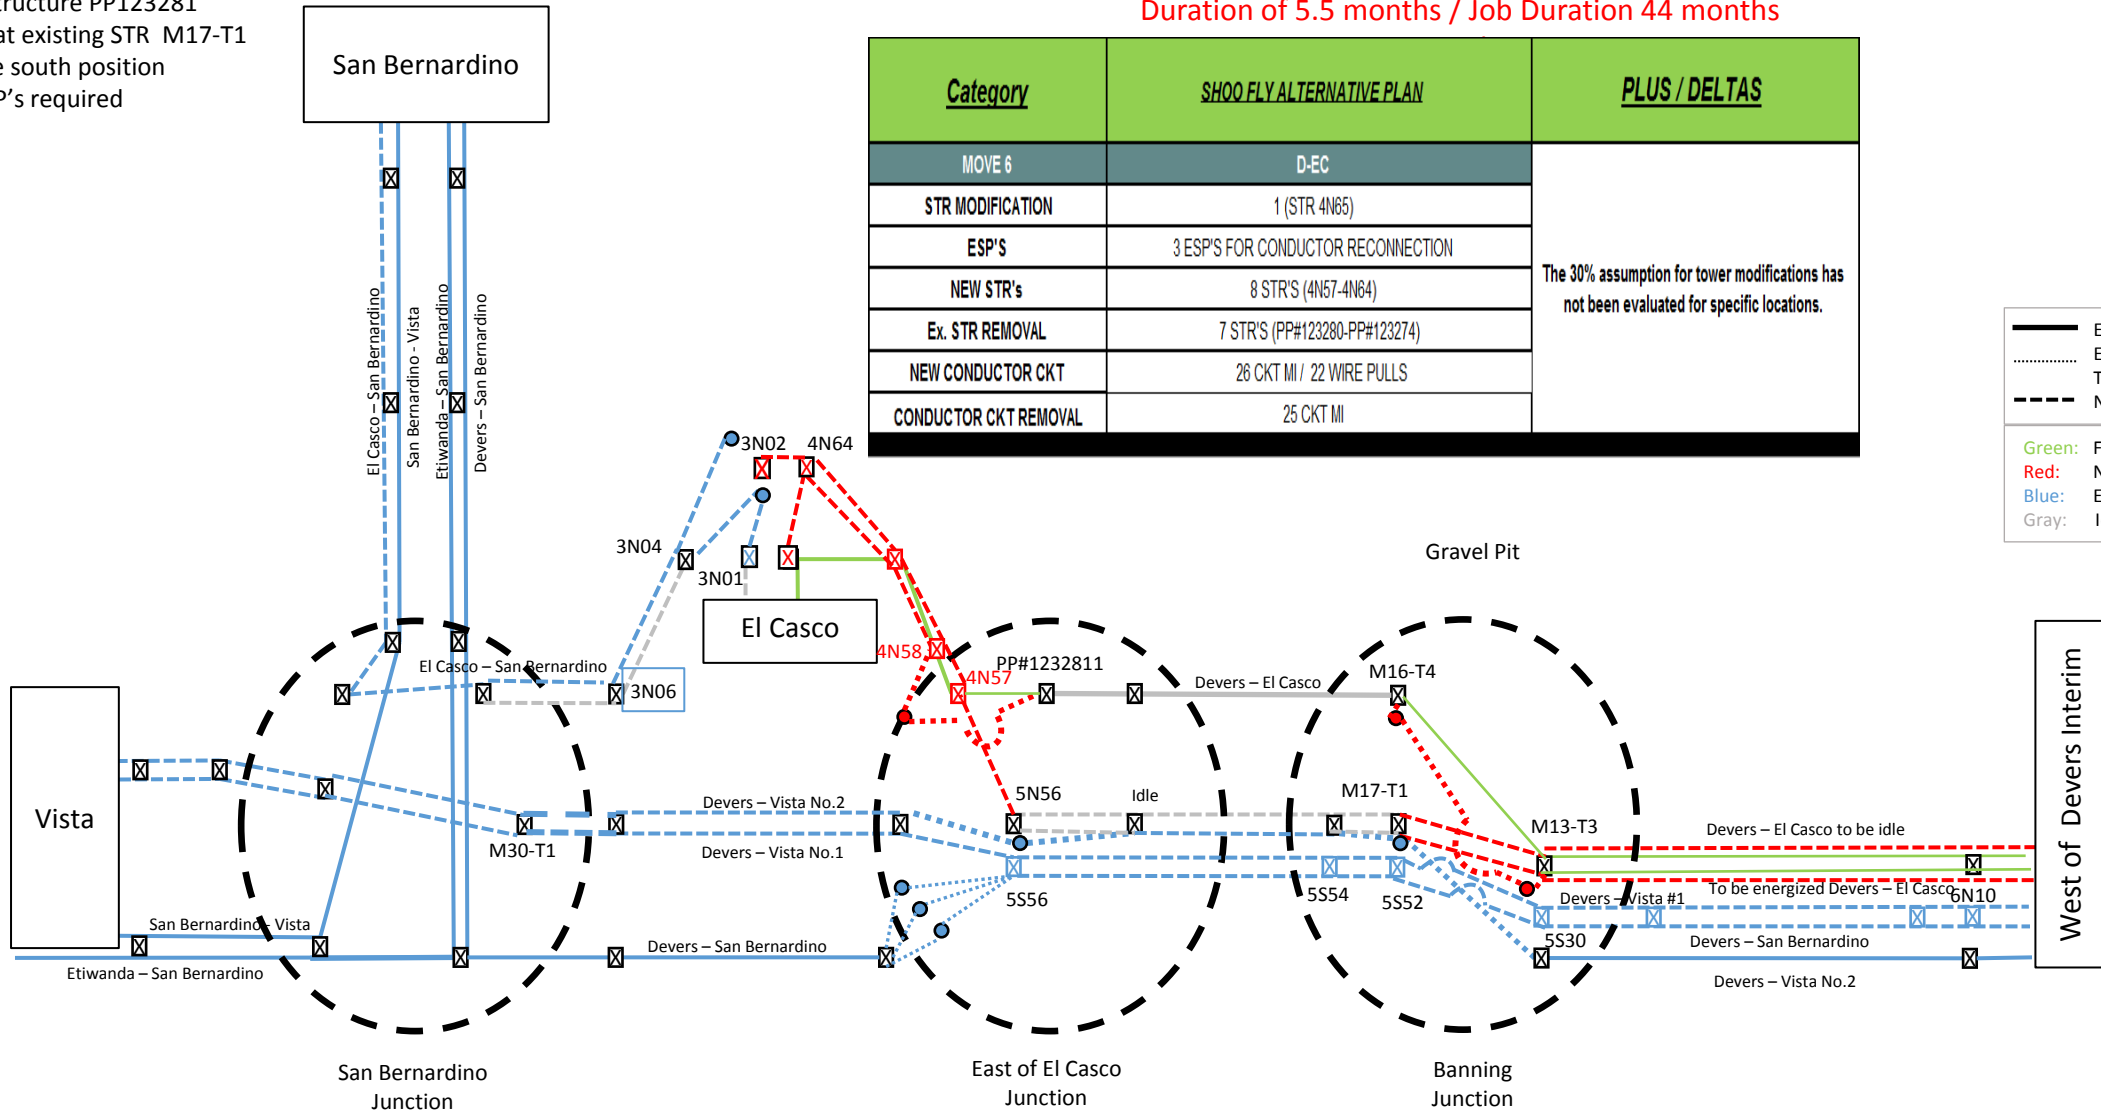 ructure PP123281
at existing STR M17-T1
e south position
P's required
Duration of 5.5 months / Job Duration 44 months
Category
SHOO FLY ALTERNATIVE PLAN
PLUS / DELTAS
MOVE 6
D-EC
STR MODIFICATION
1 (STR 4N65)
ESP'S
3 ESP'S FOR CONDUCTOR RECONNECTION
NEW STR's
8 STR'S (4N57-4N64)
Ex. STR REMOVAL
7 STR'S (PP#123280-PP#123274)
NEW CONDUCTOR CKT
26 CKT MI / 22 WIRE PULLS
CONDUCTOR CKT REMOVAL
25 CKT MI
The 30% assumption for tower modifications has
not been evaluated for specific locations.
E
E
T
N
Green: F
Red: N
Blue: E
Gray: I
San Bernardino
El Casco – San Bernardino
San Bernardino - Vista
Etiwanda – San Bernardino
Devers – San Bernardino
3N02
4N64
3N04
3N01
El Casco
Gravel Pit
El Casco – San Bernardino
3N06
4N58
4N57
PP#1232811
Devers – El Casco
M16-T4
Vista
M30-T1
Devers – Vista No.2
Devers – Vista No.1
5N56
Idle
M17-T1
M13-T3
Devers – El Casco to be idle
To be energized Devers – El Casco
5S56
5S54
5S52
Devers – Vista #1
6N10
5S30
Devers – San Bernardino
Devers – Vista No.2
San Bernardino - Vista
Etiwanda – San Bernardino
Devers – San Bernardino
West of Devers Interim
San Bernardino
Junction
East of El Casco
Junction
Banning
Junction